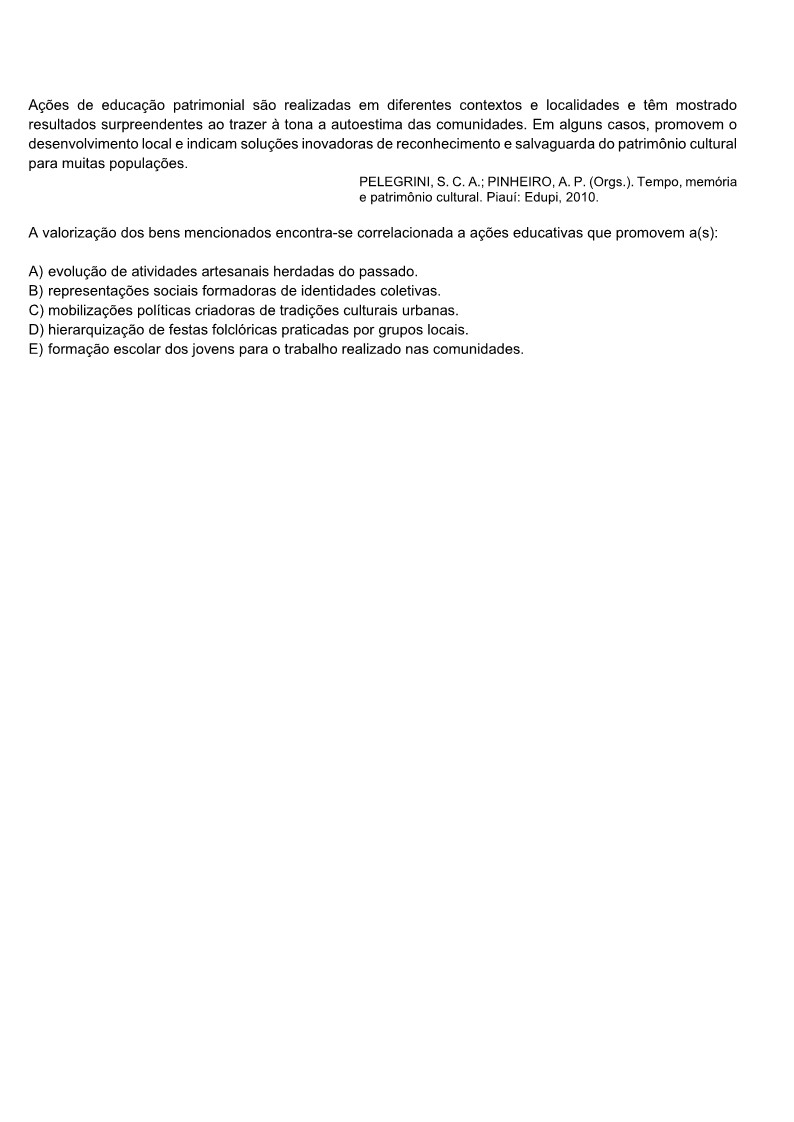 Ações de educação patrimonial são realizadas em diferentes contextos e localidades e têm mostrado
resultados surpreendentes ao trazer à tona a autoestima das comunidades. Em alguns casos, promovem o
desenvolvimento local e indicam soluções inovadoras de reconhecimento e salvaguarda do patrimônio cultural
para muitas populações.
PELEGRINI, S. C. A.; PINHEIRO, A. P. (Orgs.). Tempo, memória
e patrimônio cultural. Piauí: Edupi, 2010.
A valorização dos bens mencionados encontra-se correlacionada a ações educativas que promovem a(s):
A) evolução de atividades artesanais herdadas do passado.
B) representações sociais formadoras de identidades coletivas.
C) mobilizações políticas criadoras de tradições culturais urbanas.
D) hierarquização de festas folclóricas praticadas por grupos locais.
E) formação escolar dos jovens para o trabalho realizado nas comunidades.